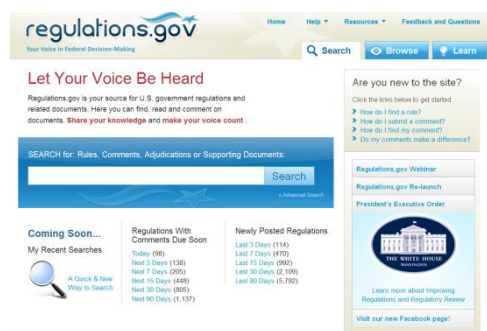 regulations.gov
Your Voice in Federal Decision-Making
Home Help Resources Feedback and Questions
Search Browse Learn
Let Your Voice Be Heard
Regulations.gov is your source for U.S. government regulations and
related documents. Here you can find, read and comment on
documents. Share your knowledge and make your voice count .
SEARCH for: Rules, Comments, Adjudications or Supporting Documents:
Search
» Advanced Search
Coming Soon...
My Recent Searches
A Quick & New
Way to Search
Regulations With
Comments Due Soon
Today (98)
Next 3 Days (138)
Next 7 Days (205)
Next 15 Days (448)
Next 30 Days (805)
Next 90 Days (1,137)
Newly Posted Regulations
Last 3 Days (114)
Last 7 Days (470)
Last 15 Days (992)
Last 30 Days (2,109)
Last 90 Days (5,792)
Are you new to the site?
Click the links below to get started.
How do I find a rule?
How do I submit a comment?
How do I find my comment?
Do my comments make a difference?
Regulations.gov Webinar
Regulations.gov Re-launch
President's Executive Order
THE WHITE HOUSE
WASHINGTON
Learn more about Improving
Regulations and Regulatory Review
Visit our new Facebook page!